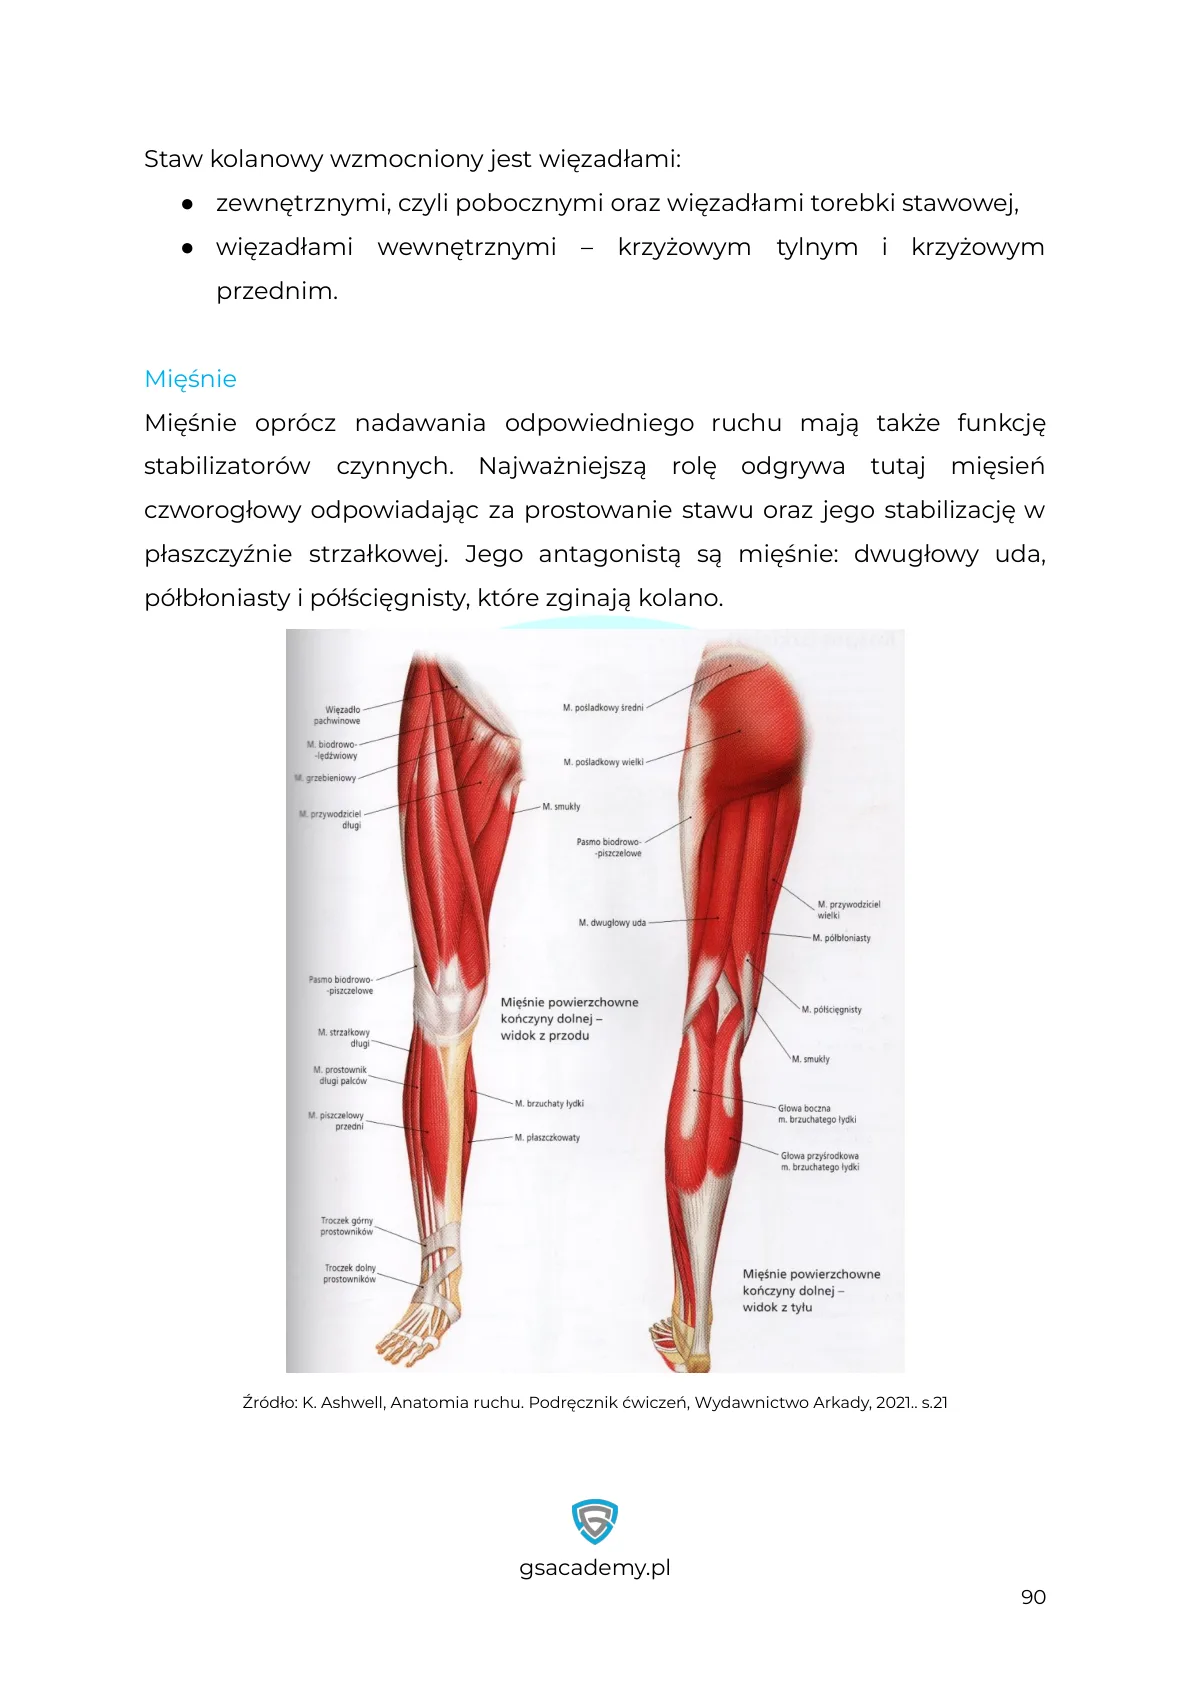 Staw kolanowy wzmocniony jest więzadłami:
● zewnętrznymi, czyli pobocznymi oraz więzadłami torebki stawowej,
● więzadłami wewnętrznymi – krzyżowym tylnym i krzyżowym
przednim.
Mięśnie
Mięśnie oprócz nadawania odpowiedniego ruchu mają także funkcję
stabilizatorów czynnych. Najważniejszą rolę odgrywa tutaj mięsień
czworogłowy odpowiadając za prostowanie stawu oraz jego stabilizację w
płaszczyźnie strzałkowej. Jego antagonistą są mięśnie: dwugłowy uda,
półbłoniasty i półścięgnisty, które zginają kolano.
Więzadło
pachwinowe
M. biodrowo-
-lędźwiowy
M. grzebieniowy
M. przywodziciel
długi
M. smukły
Pasmo biodrowo-
-piszczelowe
M. strzałkowy
długi
M. prostownik
długi palców
M. piszczelowy
przedni
M. brzuchaty łydki
M. płaszczkowaty
Troczek górny
prostowników
Troczek dolny
prostowników
Mięśnie powierzchowne
kończyny dolnej –
widok z przodu
M. pośladkowy średni
M. pośladkowy wielki
Pasmo biodrowo-
-piszczelowe
M. dwugłowy uda
M. przywodziciel
wielki
M. półbłoniasty
M. półścięgnisty
M. smukły
Głowa boczna
m. brzuchatego łydki
Głowa przyśrodkowa
m. brzuchatego łydki
Mięśnie powierzchowne
kończyny dolnej –
widok z tyłu
Źródło: K. Ashwell, Anatomia ruchu. Podręcznik ćwiczeń, Wydawnictwo Arkady, 2021.. s.21
gsacademy.pl
90